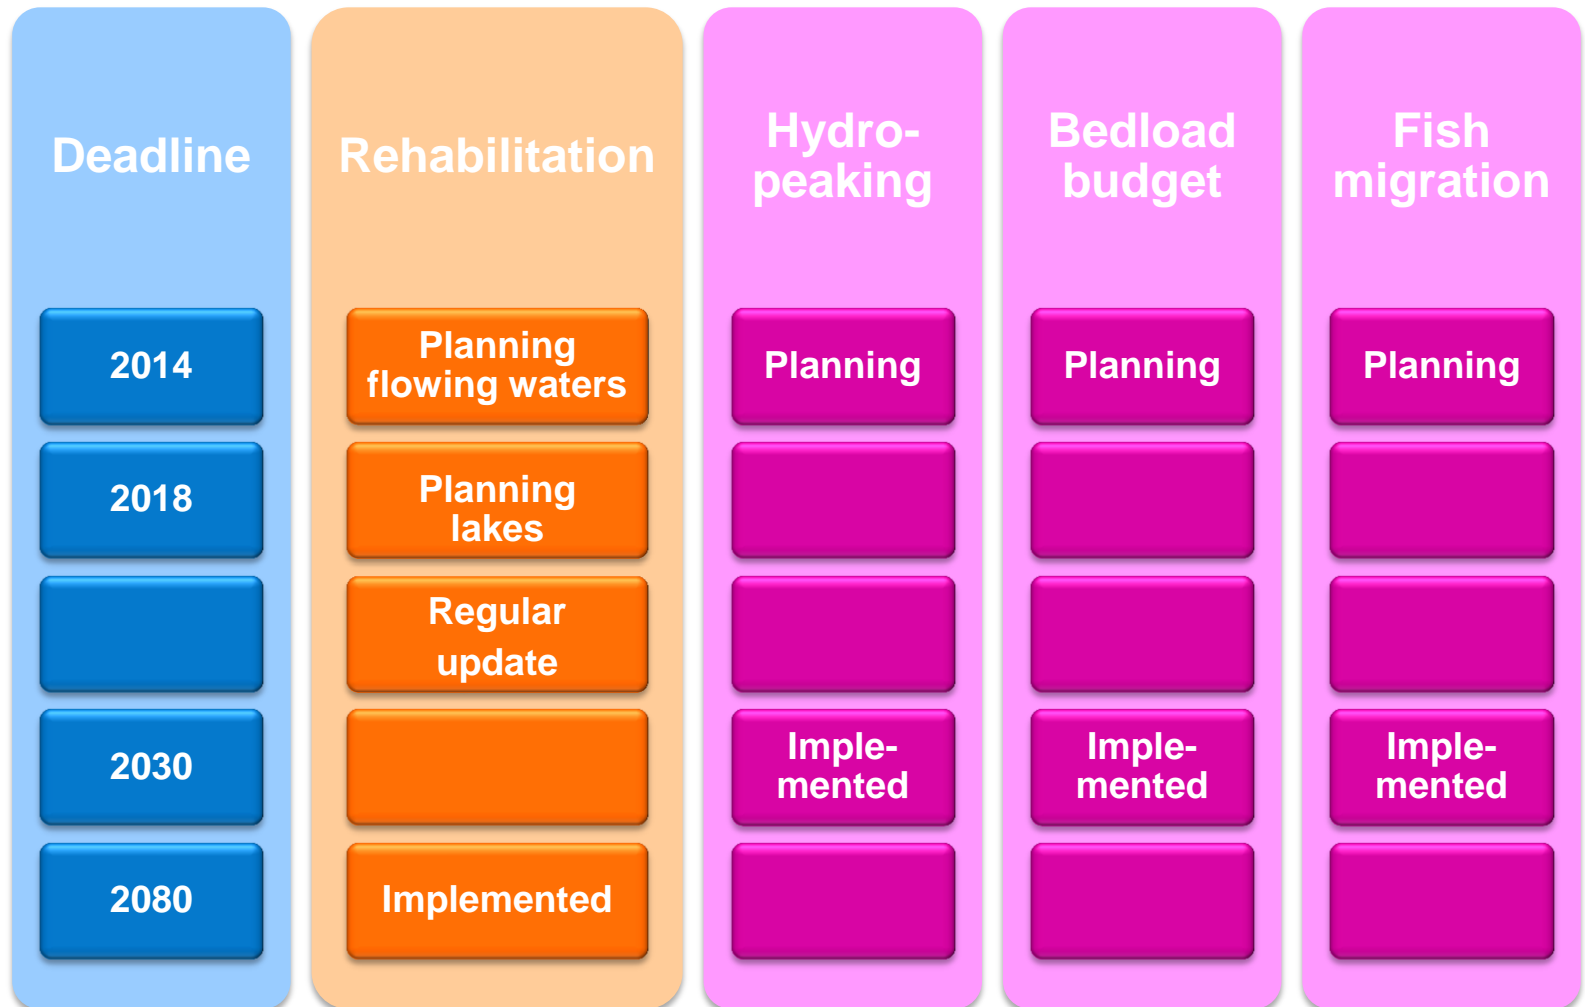 Deadline
Rehabilitation
Hydro-
peaking
Bedload
budget
Fish
migration
2014
Planning
flowing waters
Planning
Planning
Planning
2018
Planning
lakes
Regular
update
2030
Imple-
mented
Imple-
mented
Imple-
mented
2080
Implemented